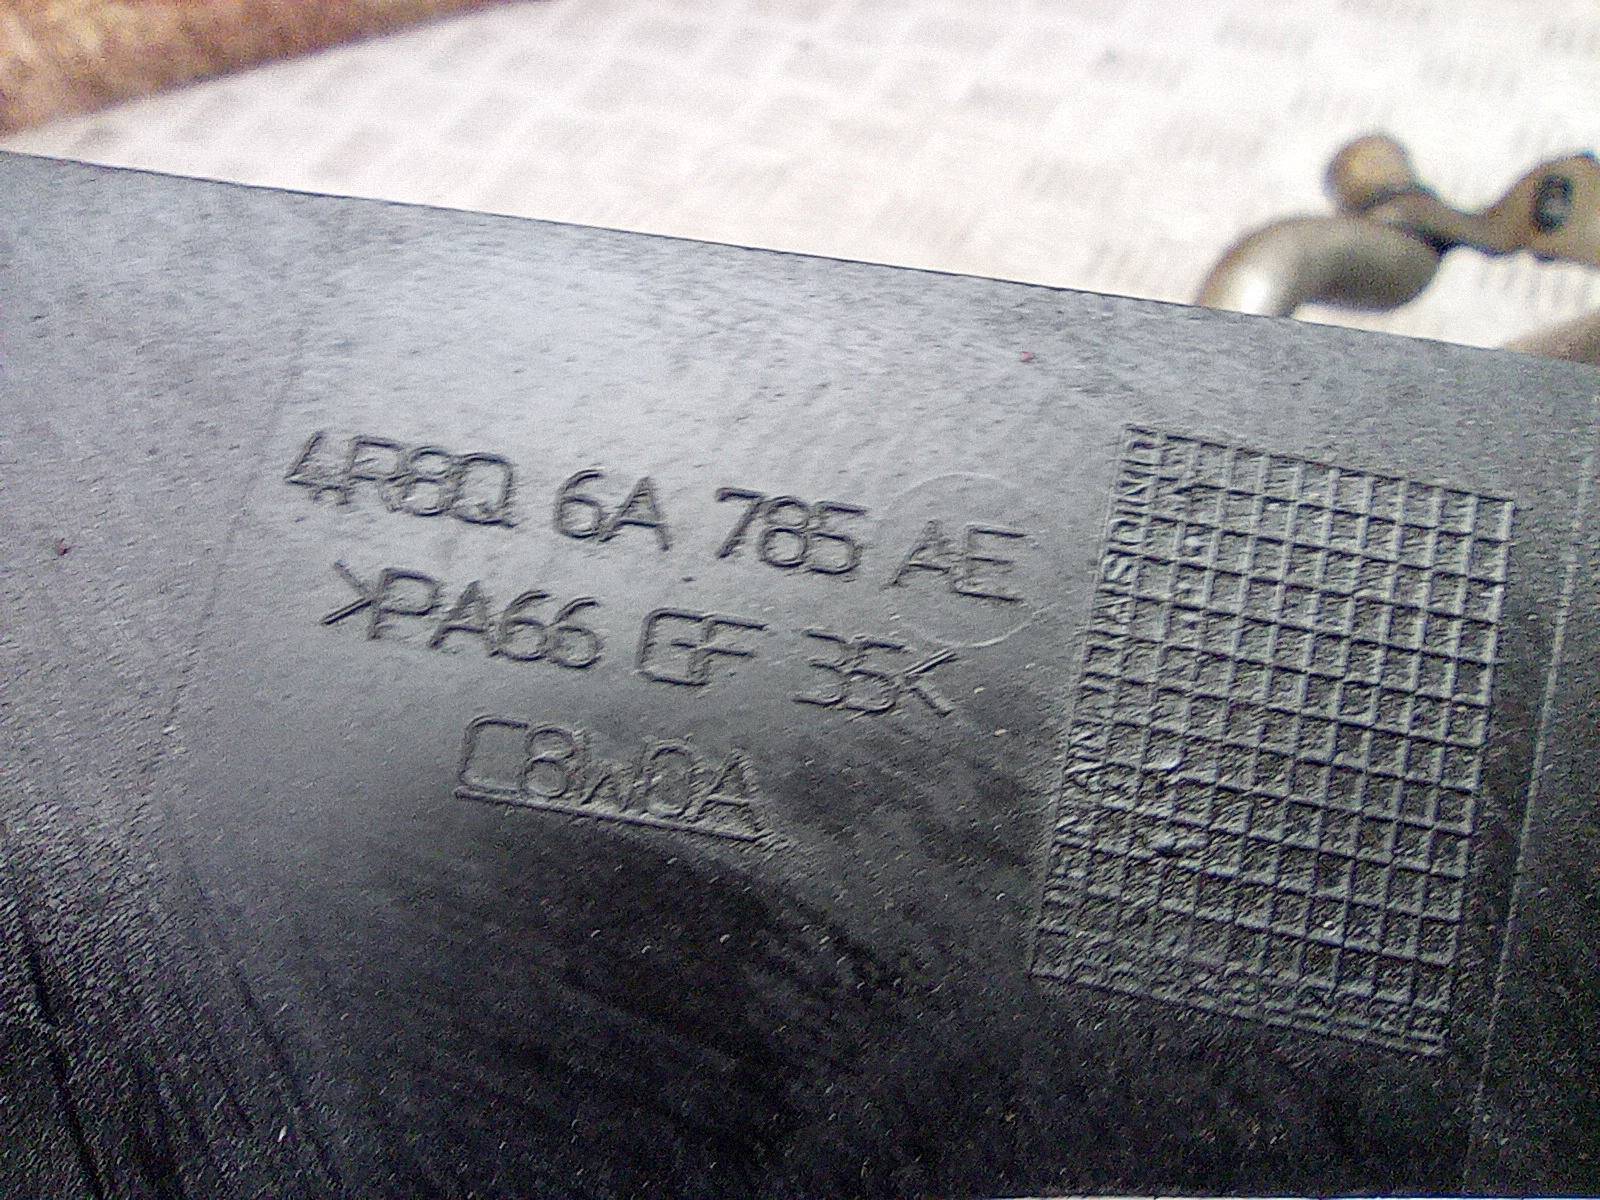 4R8Q 6A 785 AE
>PA66 GF 35<
C8W0A
J F M A M J J A S O N D